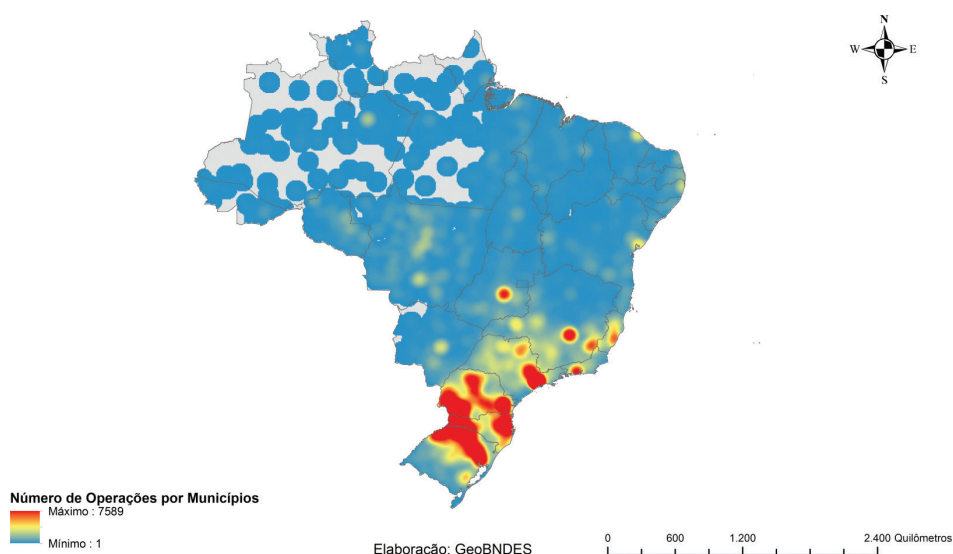 N
W E
S
Número de Operações por Municípios
Máximo : 7589
Mínimo : 1
Elaboração: GeoBNDES
0 600 1.200 2.400 Quilômetros